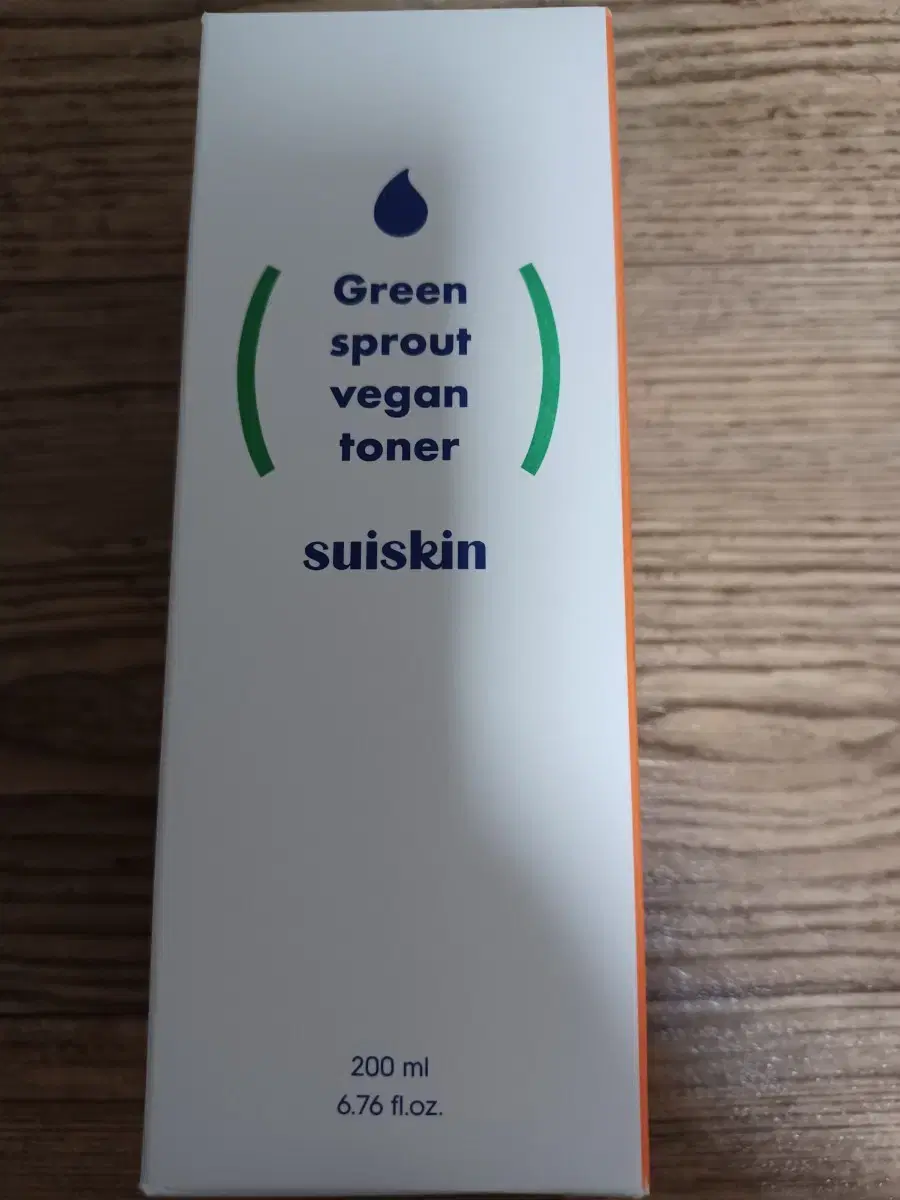 Green
sprout
vegan
toner
suiskin
200 ml
6.76 fl.oz.